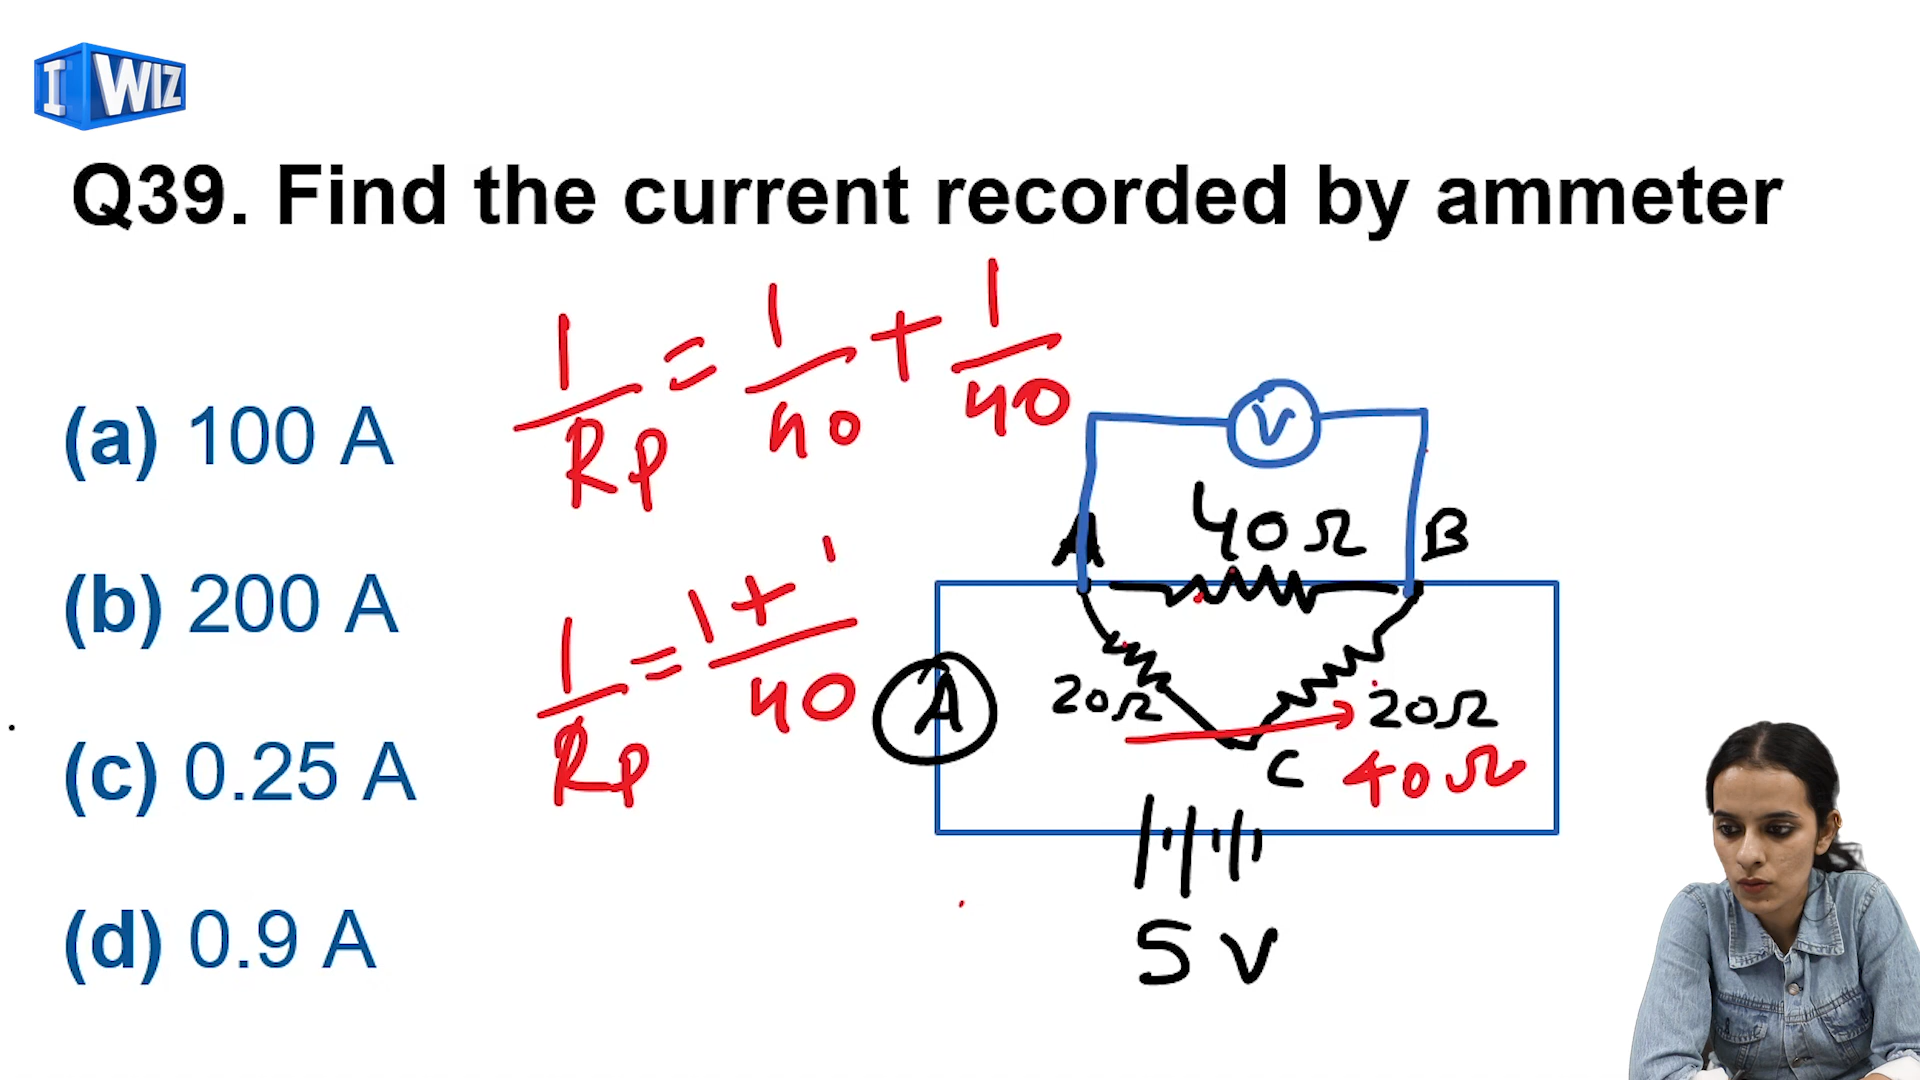 I WIZ
Q39. Find the current recorded by ammeter
(a) 100 A
(b) 200 A
(c) 0.25 A
(d) 0.9 A
1/Rp = 1/40 + 1/40
1/Rp = 1+1/40
V
40Ω
A
B
A
20Ω
20Ω
C
40Ω
5 V